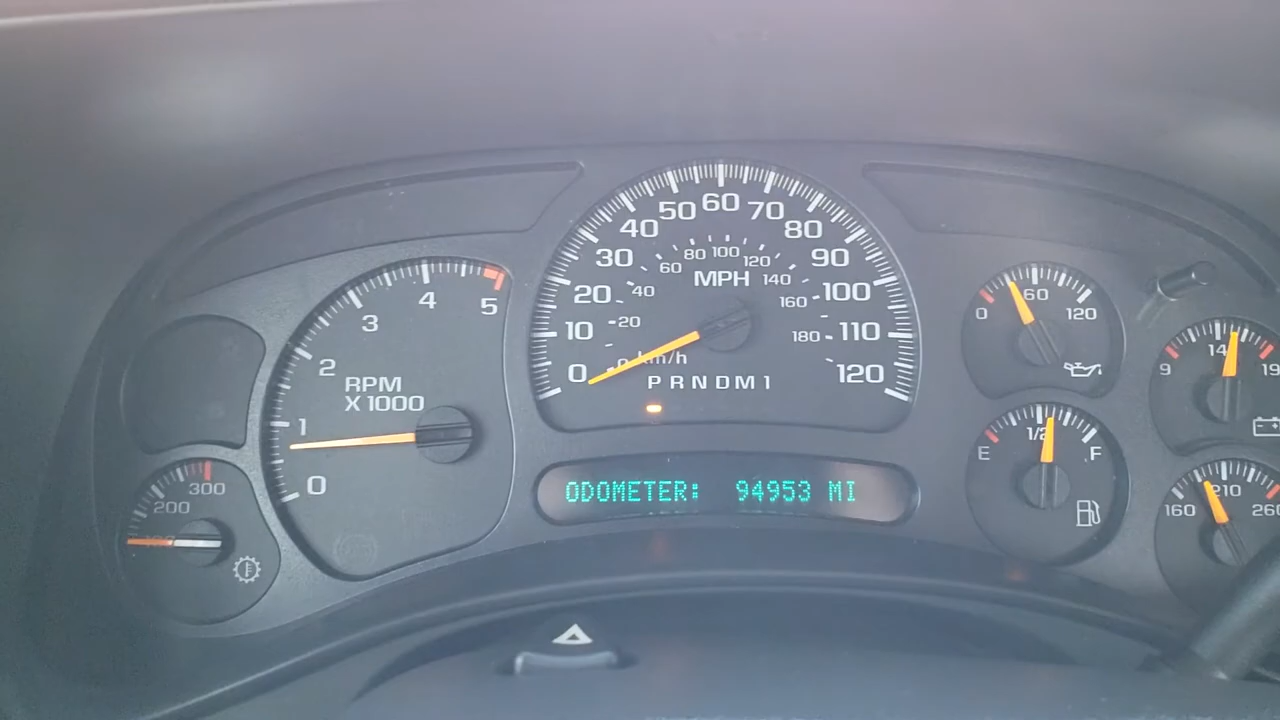 50 60 70
40 80
30 90
20 100
10 110
0 120
80 100 120
60 140
40 160
20 180
0 km/h
MPH
P R N D M 1
0 1 2 3 4 5
RPM
X 1000
200 300
ODOMETER: 94953 MI
0 60 120
E 1/2 F
9 14 19
160 210 260